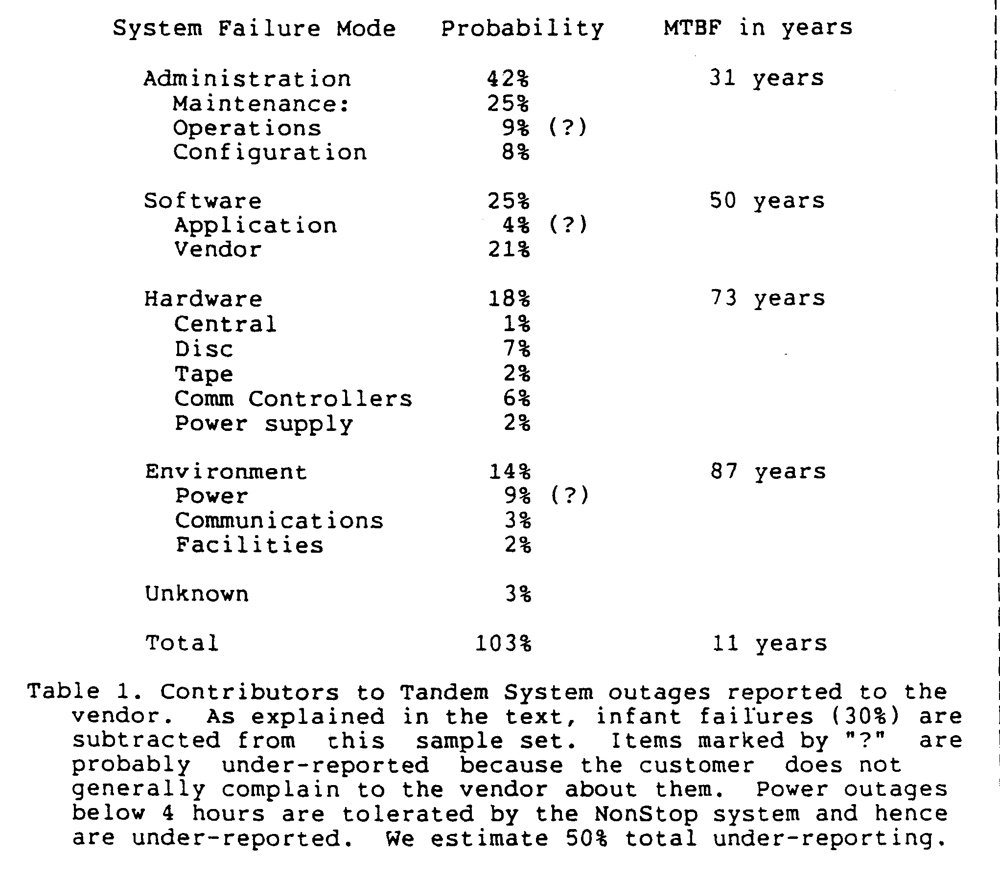 System Failure Mode Probability MTBF in years
Administration 42% 31 years
Maintenance: 25%
Operations 9% (?)
Configuration 8%
Software 25% 50 years
Application 4% (?)
Vendor 21%
Hardware 18% 73 years
Central 1%
Disc 7%
Tape 2%
Comm Controllers 6%
Power supply 2%
Environment 14% 87 years
Power 9% (?)
Communications 3%
Facilities 2%
Unknown 3%
Total 103% 11 years
Table 1. Contributors to Tandem System outages reported to the
vendor. As explained in the text, infant failures (30%) are
subtracted from this sample set. Items marked by "?" are
probably under-reported because the customer does not
generally complain to the vendor about them. Power outages
below 4 hours are tolerated by the NonStop system and hence
are under-reported. We estimate 50% total under-reporting.